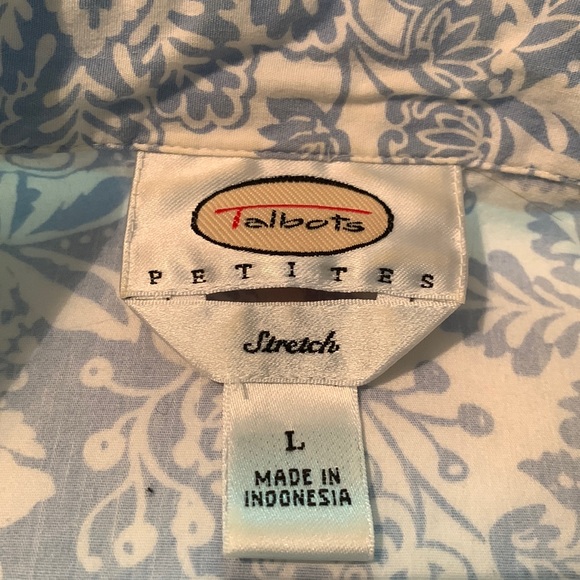 Talbots
PETITES
Stretch
L
MADE IN
INDONESIA